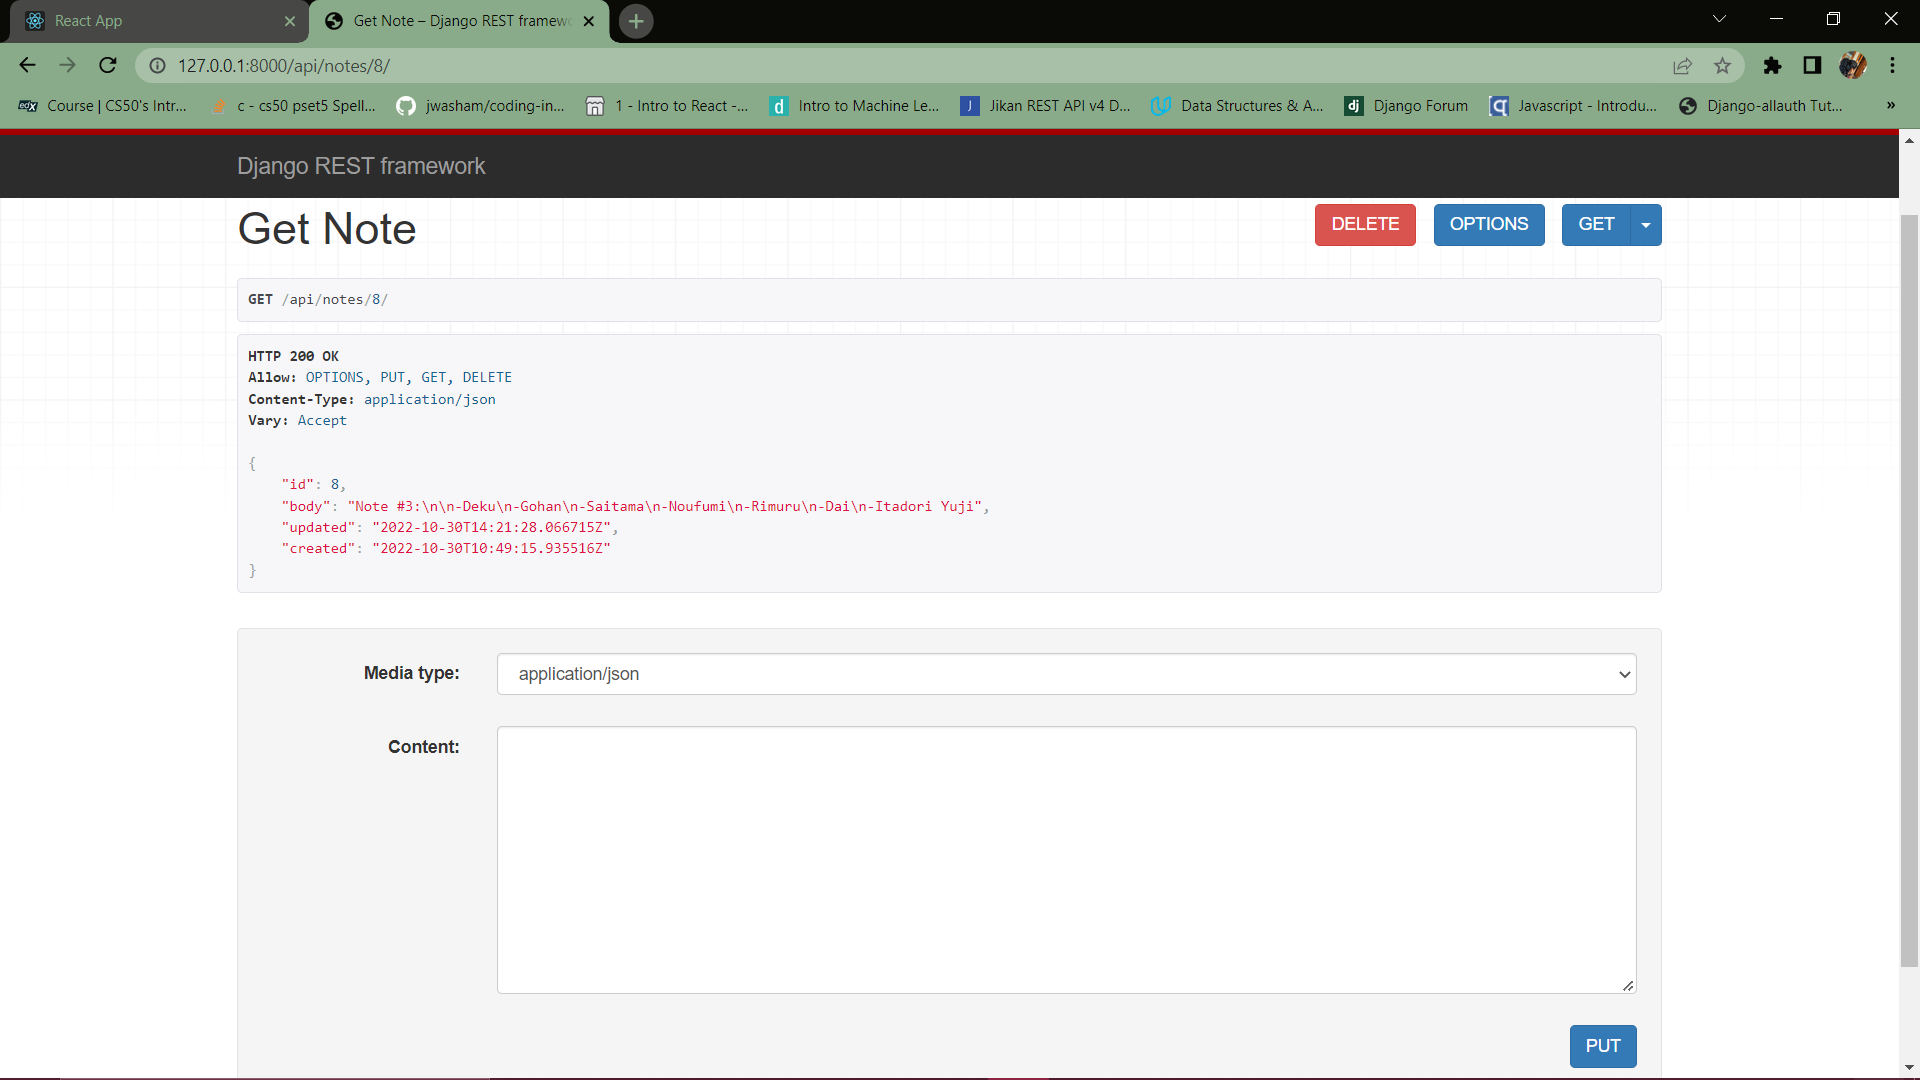 React App
Get Note – Django REST framew
127.0.0.1:8000/api/notes/8/
Course | CS50's Intr...
c - cs50 pset5 Spell...
jwasham/coding-in...
1 - Intro to React -...
Intro to Machine Le...
Jikan REST API v4 D...
Data Structures & A...
Django Forum
Javascript - Introdu...
Django-allauth Tut...
»
Django REST framework
Get Note
DELETE
OPTIONS
GET
GET /api/notes/8/
HTTP 200 OK
Allow: OPTIONS, PUT, GET, DELETE
Content-Type: application/json
Vary: Accept
{
"id": 8,
"body": "Note #3:\n\n-Deku\n-Gohan\n-Saitama\n-Noufumi\n-Rimuru\n-Dai\n-Itadori Yuji",
"updated": "2022-10-30T14:21:28.066715Z",
"created": "2022-10-30T10:49:15.935516Z"
}
Media type:
application/json
Content:
PUT